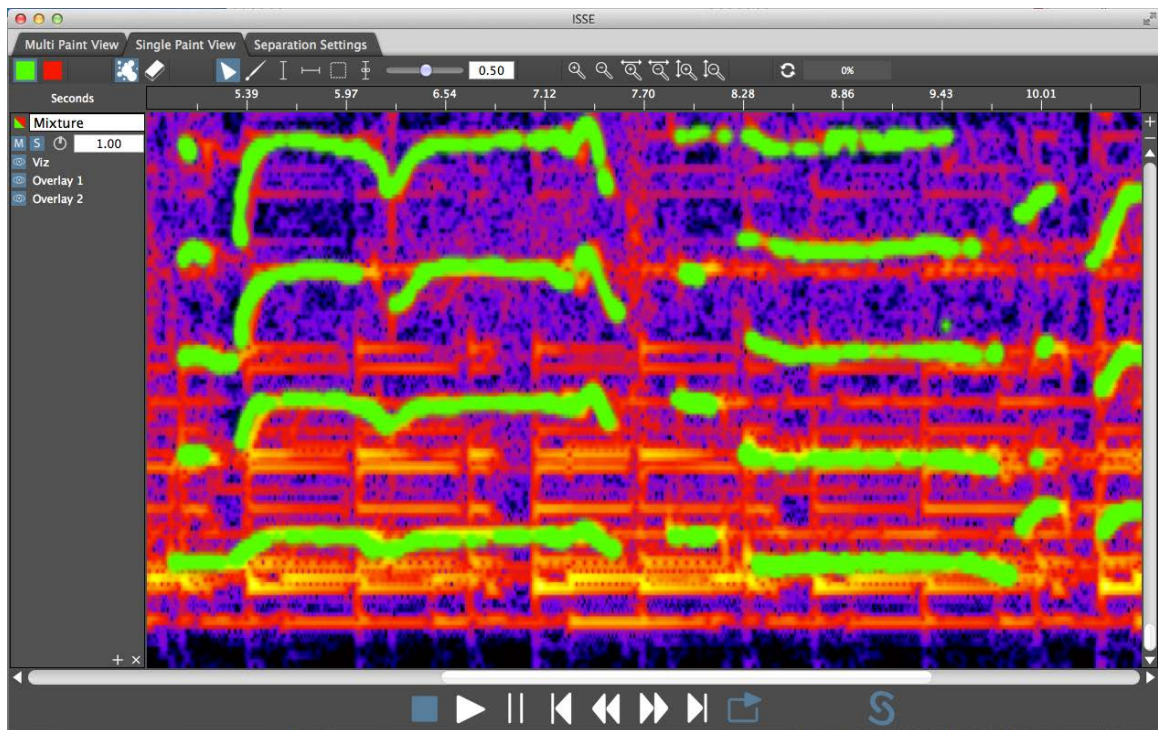 ISSE
Multi Paint View Single Paint View Separation Settings
0.50 0%
Seconds 5.39 5.97 6.54 7.12 7.70 8.28 8.86 9.43 10.01
Mixture
M S 1.00
Viz
Overlay 1
Overlay 2